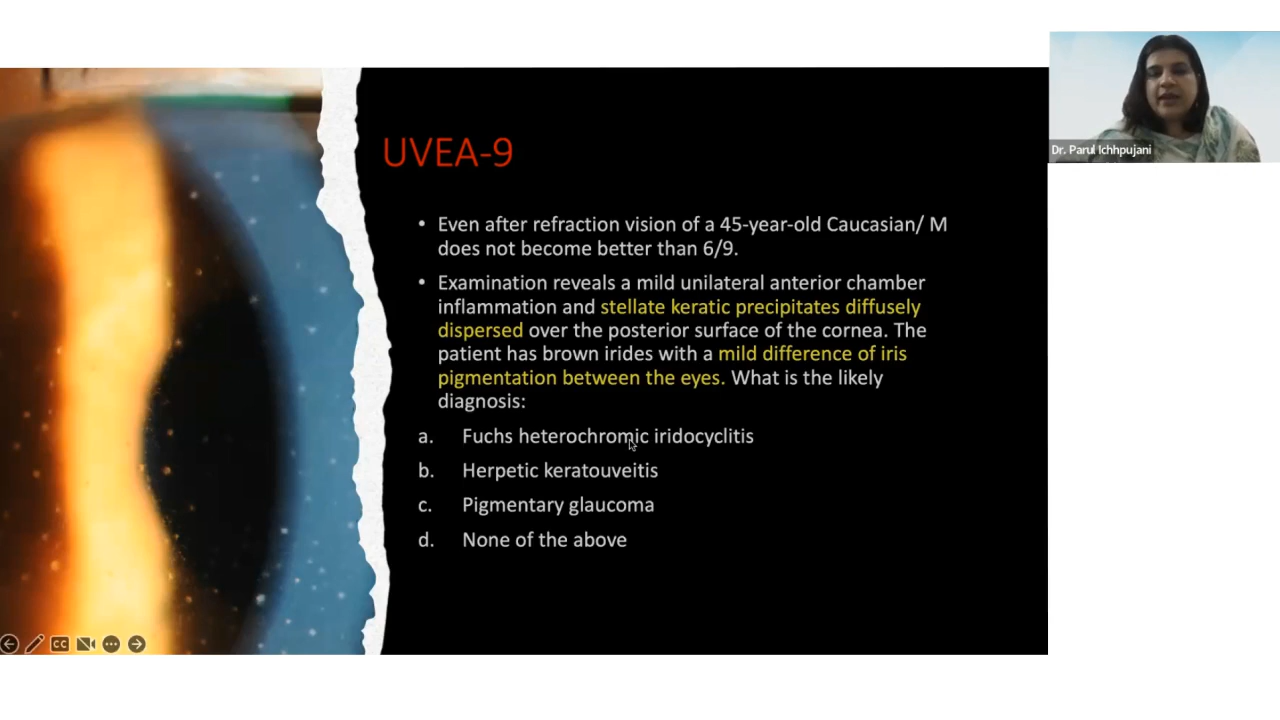 Dr. Parul Ichhpujani
UVEA-9
• Even after refraction vision of a 45-year-old Caucasian/ M
does not become better than 6/9.
• Examination reveals a mild unilateral anterior chamber
inflammation and stellate keratic precipitates diffusely
dispersed over the posterior surface of the cornea. The
patient has brown irides with a mild difference of iris
pigmentation between the eyes. What is the likely
diagnosis:
a. Fuchs heterochromic iridocyclitis
b. Herpetic keratouveitis
c. Pigmentary glaucoma
d. None of the above
CC